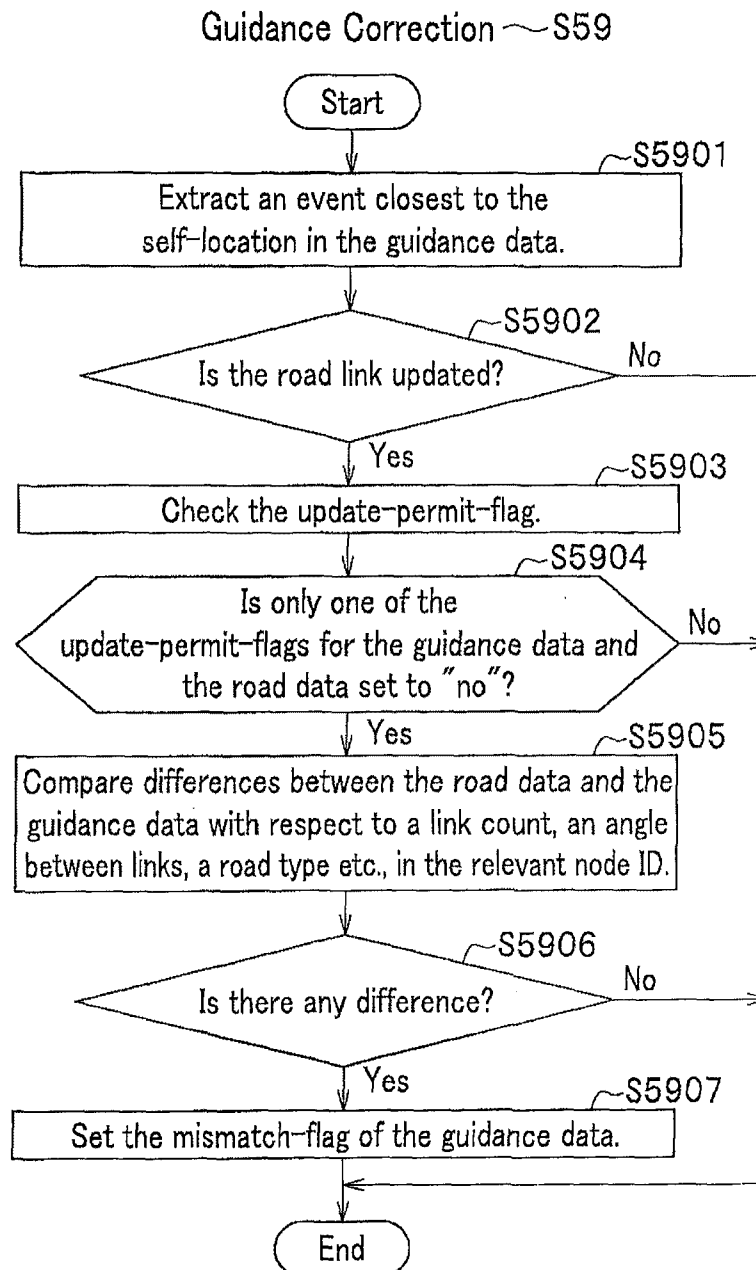 Guidance Correction ~ S59
Start
S5901
Extract an event closest to the
self-location in the guidance data.
S5902
Is the road link updated?
No
Yes
S5903
Check the update-permit-flag.
S5904
Is only one of the
update-permit-flags for the guidance data and
the road data set to "no"?
No
Yes
S5905
Compare differences between the road data and the
guidance data with respect to a link count, an angle
between links, a road type etc., in the relevant node ID.
S5906
Is there any difference?
No
Yes
S5907
Set the mismatch-flag of the guidance data.
End